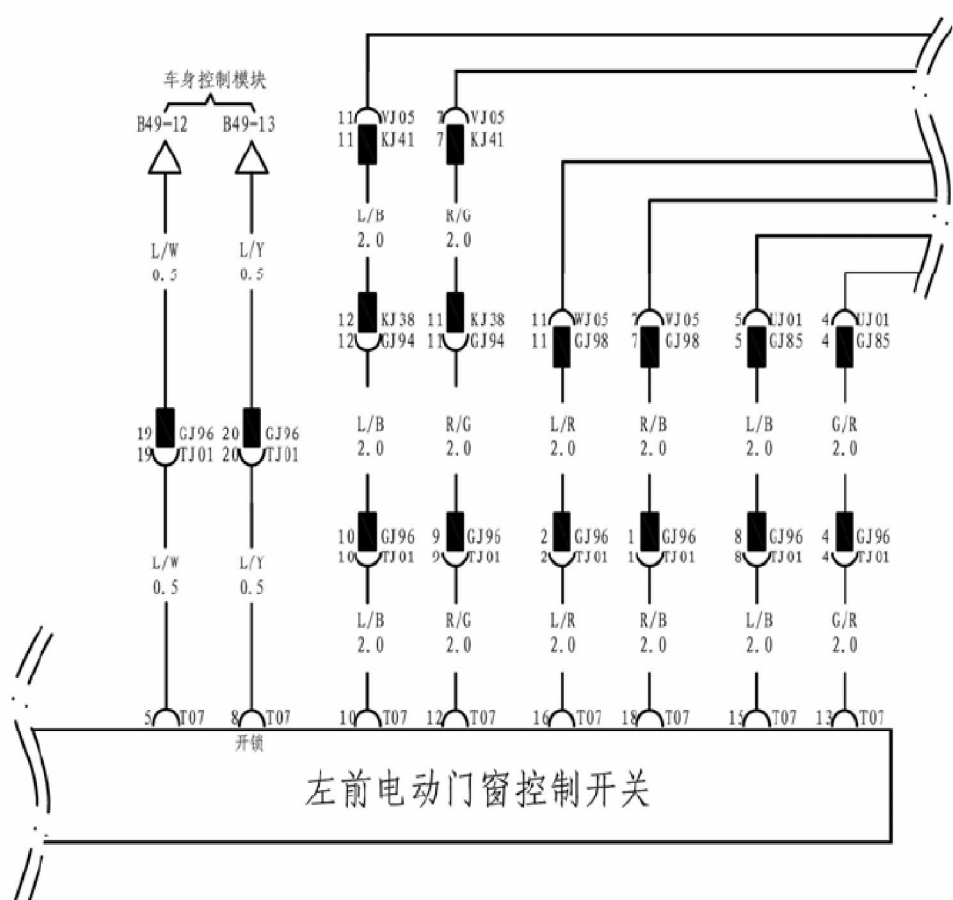 车身控制模块
B49-12 B49-13
11 VJ05 7 VJ05
11 KJ41 7 KJ41
L/B R/G
2.0 2.0
L/W L/Y
0.5 0.5
12 KJ38 11 KJ38 11 WJ05 7 WJ05 5 UJ01 4 UJ01
12 GJ94 11 GJ94 11 GJ98 7 GJ98 5 GJ85 4 GJ85
L/B R/G L/R R/B L/B G/R
2.0 2.0 2.0 2.0 2.0 2.0
19 GJ96 20 GJ96
19 TJ01 20 TJ01
10 GJ96 9 GJ96 2 GJ96 1 GJ96 8 GJ96 4 GJ96
10 TJ01 9 TJ01 2 TJ01 1 TJ01 8 TJ01 4 TJ01
L/W L/Y
0.5 0.5
L/B R/G L/R R/B L/B G/R
2.0 2.0 2.0 2.0 2.0 2.0
5 T07 8 T07 10 T07 12 T07 16 T07 18 T07 15 T07 13 T07
开锁
左前电动门窗控制开关